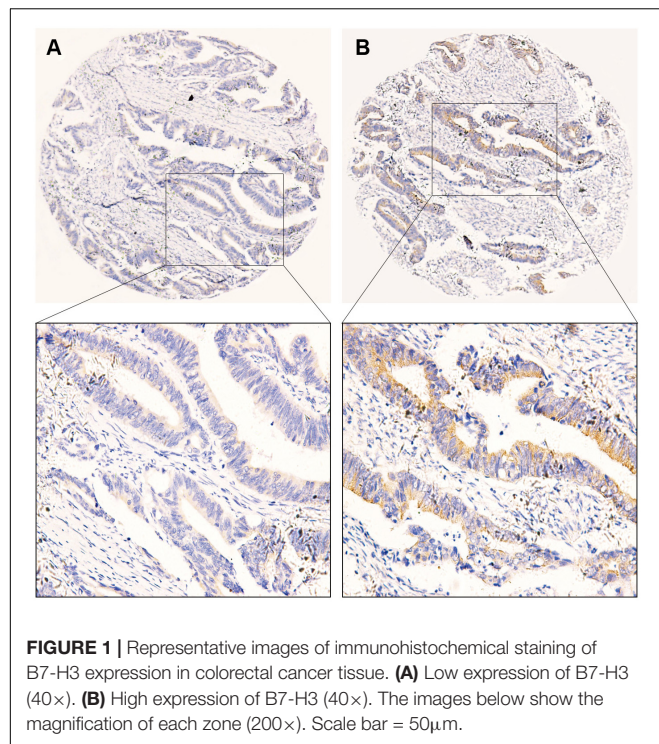 A
B
FIGURE 1 | Representative images of immunohistochemical staining of
B7-H3 expression in colorectal cancer tissue. (A) Low expression of B7-H3
(40×). (B) High expression of B7-H3 (40×). The images below show the
magnification of each zone (200×). Scale bar = 50μm.